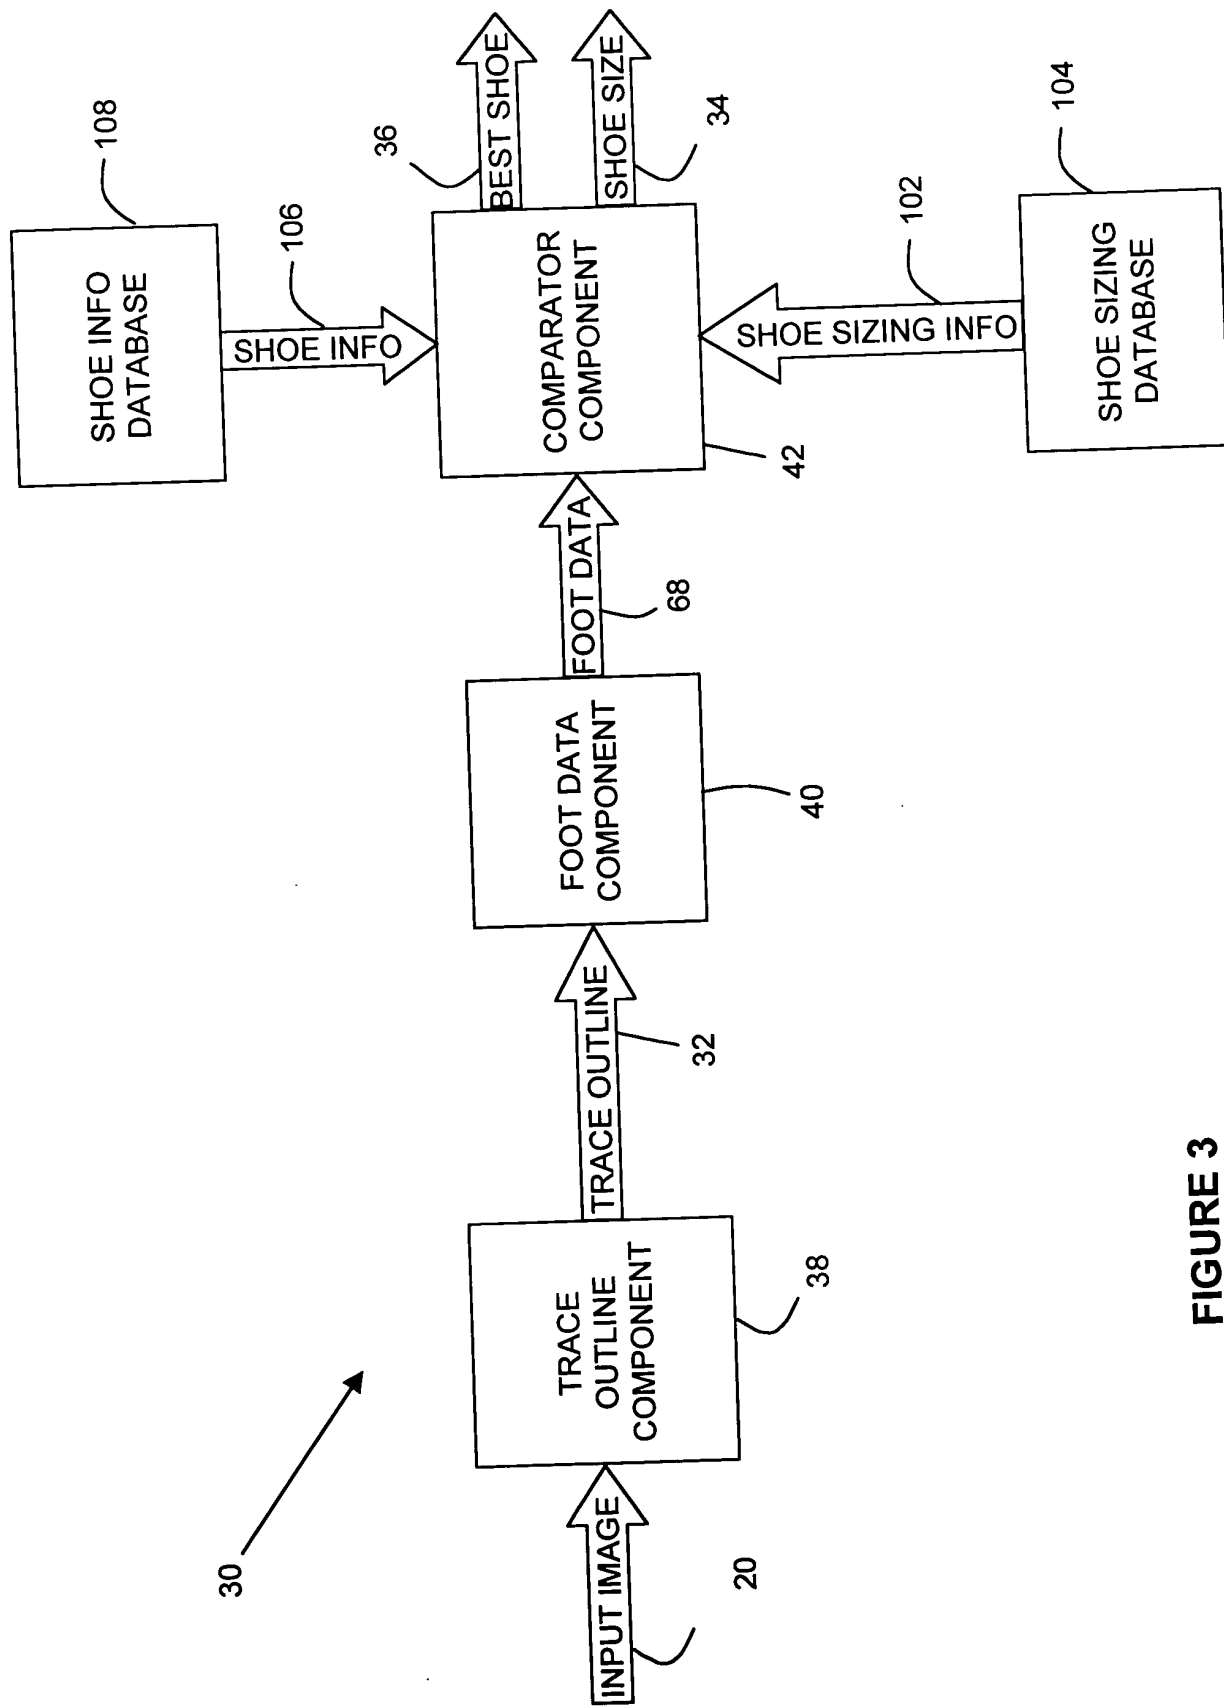 30
INPUT IMAGE
20
TRACE
OUTLINE
COMPONENT
38
TRACE OUTLINE
32
FOOT DATA
COMPONENT
40
FOOT DATA
68
SHOE INFO
DATABASE
108
SHOE INFO
106
COMPARATOR
COMPONENT
42
BEST SHOE
36
SHOE SIZE
34
SHOE SIZING INFO
102
SHOE SIZING
DATABASE
104
FIGURE 3